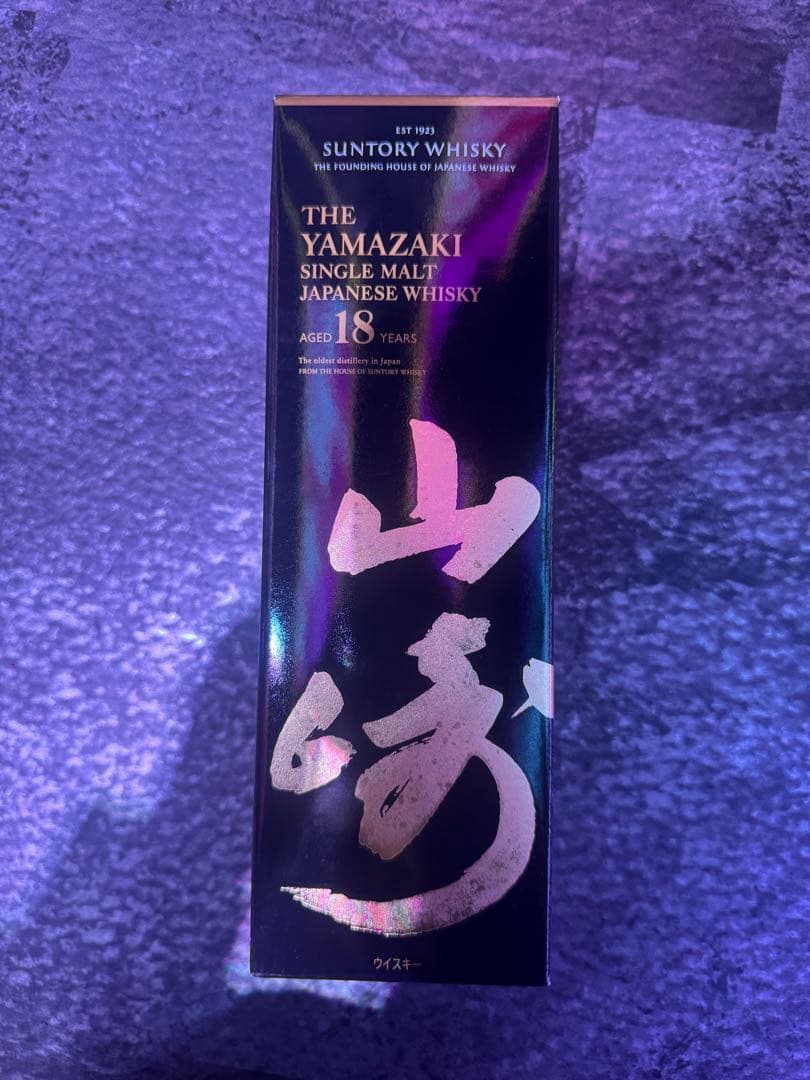 EST 1923
SUNTORY WHISKY
THE FOUNDING HOUSE OF JAPANESE WHISKY
THE
YAMAZAKI
SINGLE MALT
JAPANESE WHISKY
AGED 18 YEARS
The oldest distillery in Japan
FROM THE HOUSE OF SUNTORY WHISKY
山
崎
ウイスキー